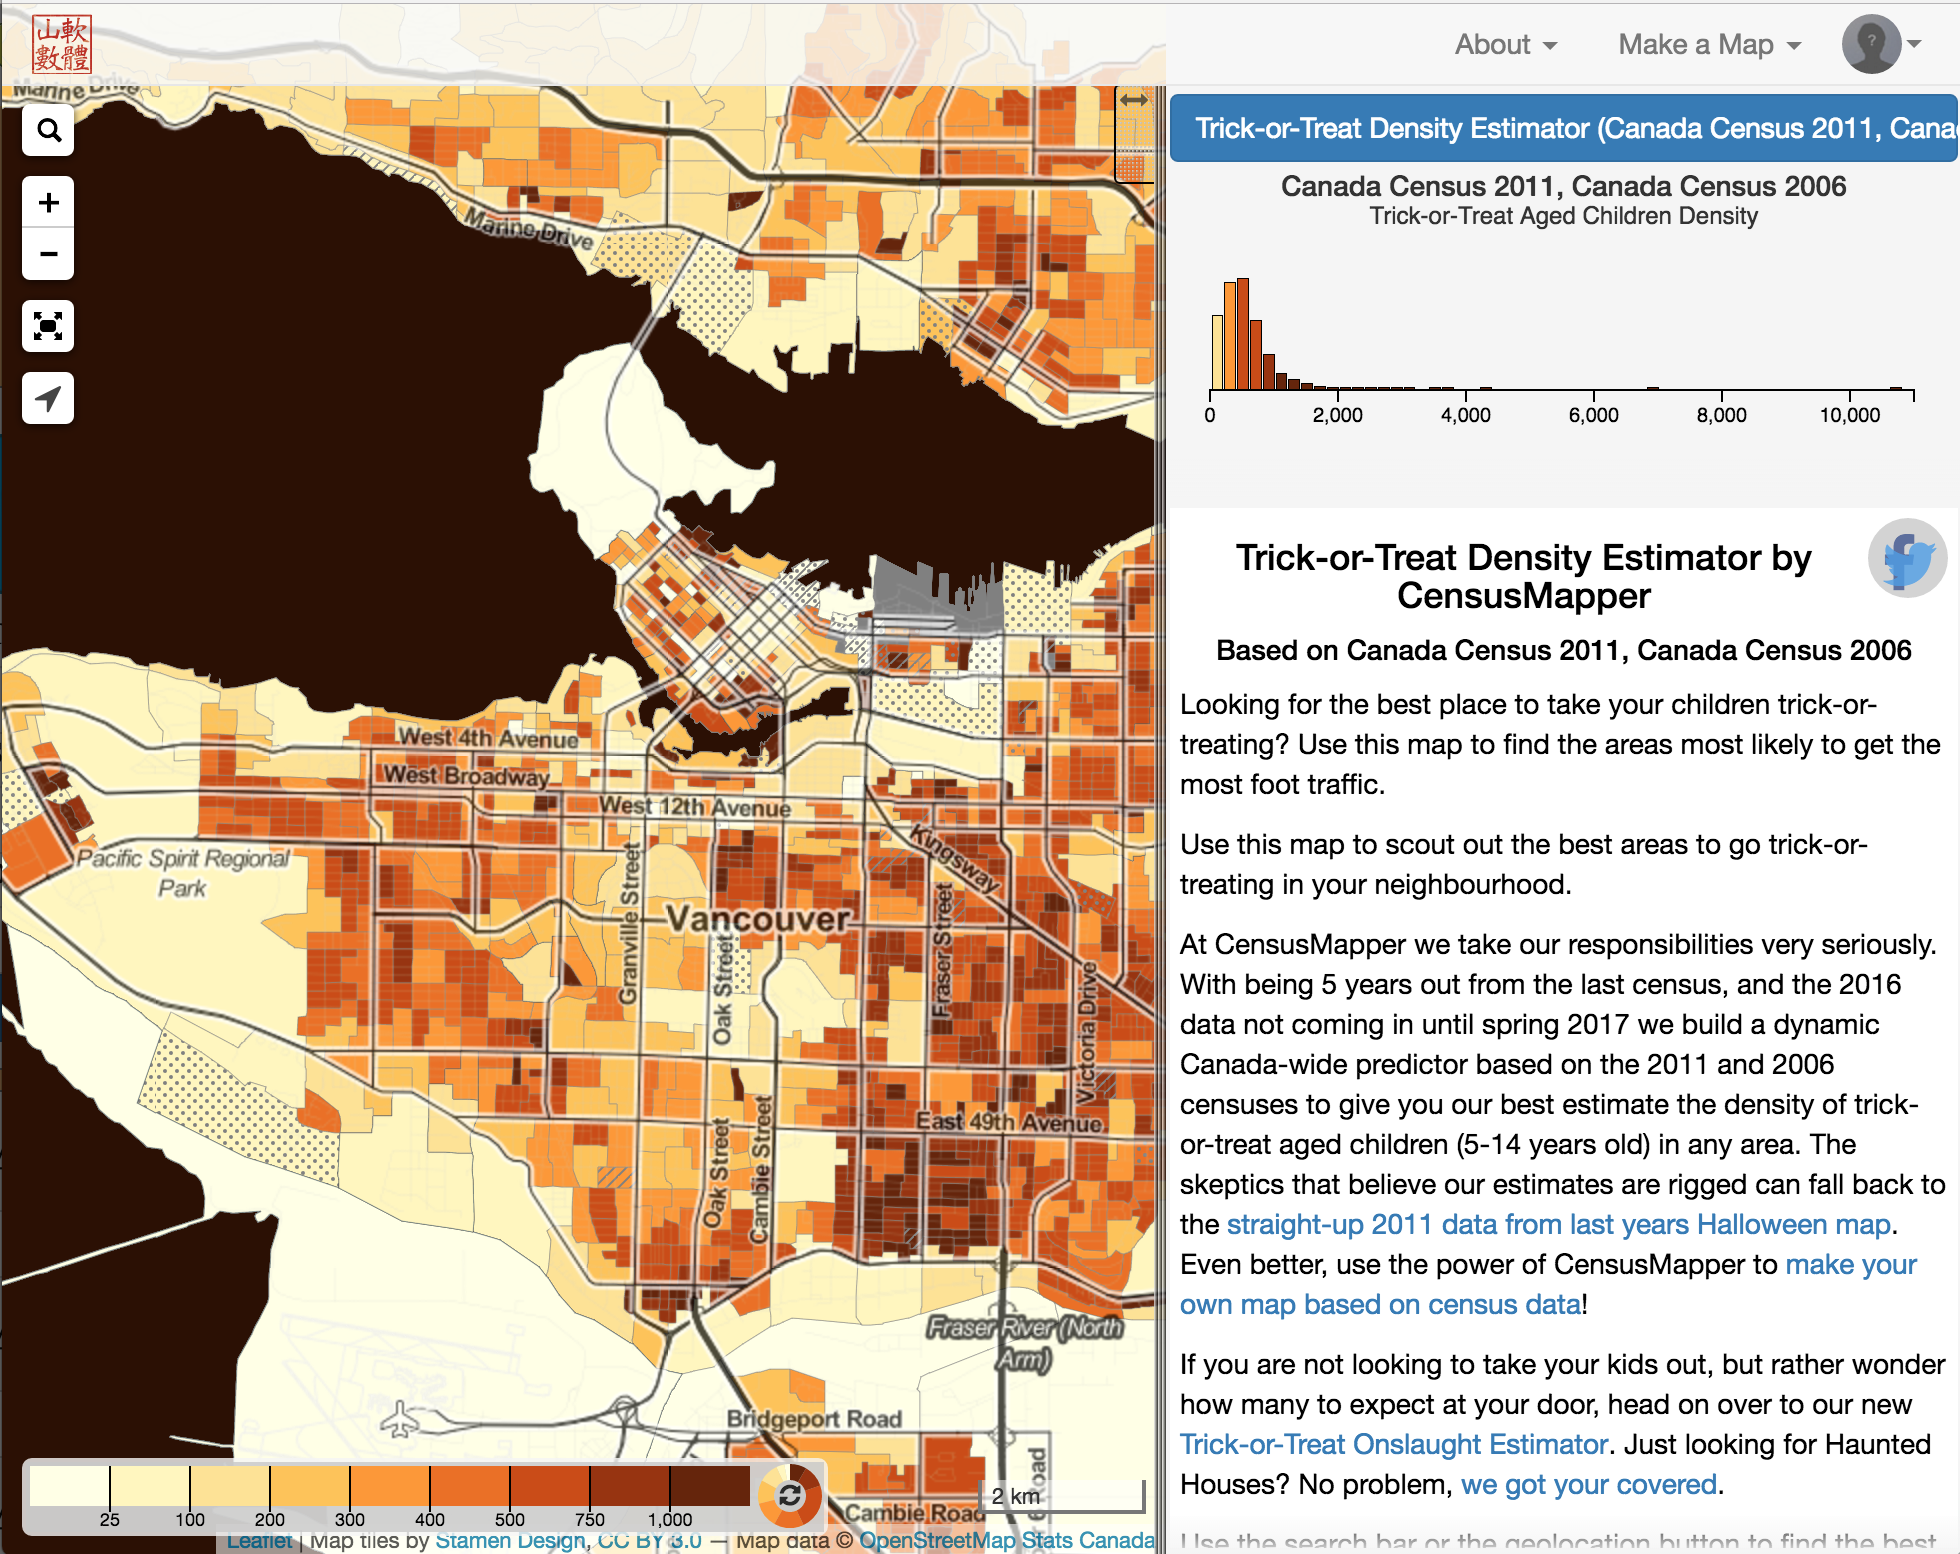 山軟
數體
About
Make a Map
Trick-or-Treat Density Estimator (Canada Census 2011, Cana
Canada Census 2011, Canada Census 2006
Trick-or-Treat Aged Children Density
0
2,000
4,000
6,000
8,000
10,000
Trick-or-Treat Density Estimator by
CensusMapper
Based on Canada Census 2011, Canada Census 2006
Looking for the best place to take your children trick-or-
treating? Use this map to find the areas most likely to get the
most foot traffic.
Use this map to scout out the best areas to go trick-or-
treating in your neighbourhood.
At CensusMapper we take our responsibilities very seriously.
With being 5 years out from the last census, and the 2016
data not coming in until spring 2017 we build a dynamic
Canada-wide predictor based on the 2011 and 2006
censuses to give you our best estimate the density of trick-
or-treat aged children (5-14 years old) in any area. The
skeptics that believe our estimates are rigged can fall back to
the straight-up 2011 data from last years Halloween map.
Even better, use the power of CensusMapper to make your
own map based on census data!
If you are not looking to take your kids out, but rather wonder
how many to expect at your door, head on over to our new
Trick-or-Treat Onslaught Estimator. Just looking for Haunted
Houses? No problem, we got your covered.
Use the search bar or the geolocation button to find the best
Marine Drive
Marine Drive
West 4th Avenue
West Broadway
West 12th Avenue
Pacific Spirit Regional
Park
Kingsway
Vancouver
Granville Street
Oak Street
Fraser Street
Victoria Drive
East 49th Avenue
Oak Street
Cambie Street
Fraser River (North
Arm)
Bridgeport Road
Cambie Road
Road
2 km
25
100
200
300
400
500
750
1,000
Leaflet | Map tiles by Stamen Design, CC BY 3.0 — Map data © OpenStreetMap Stats Canada